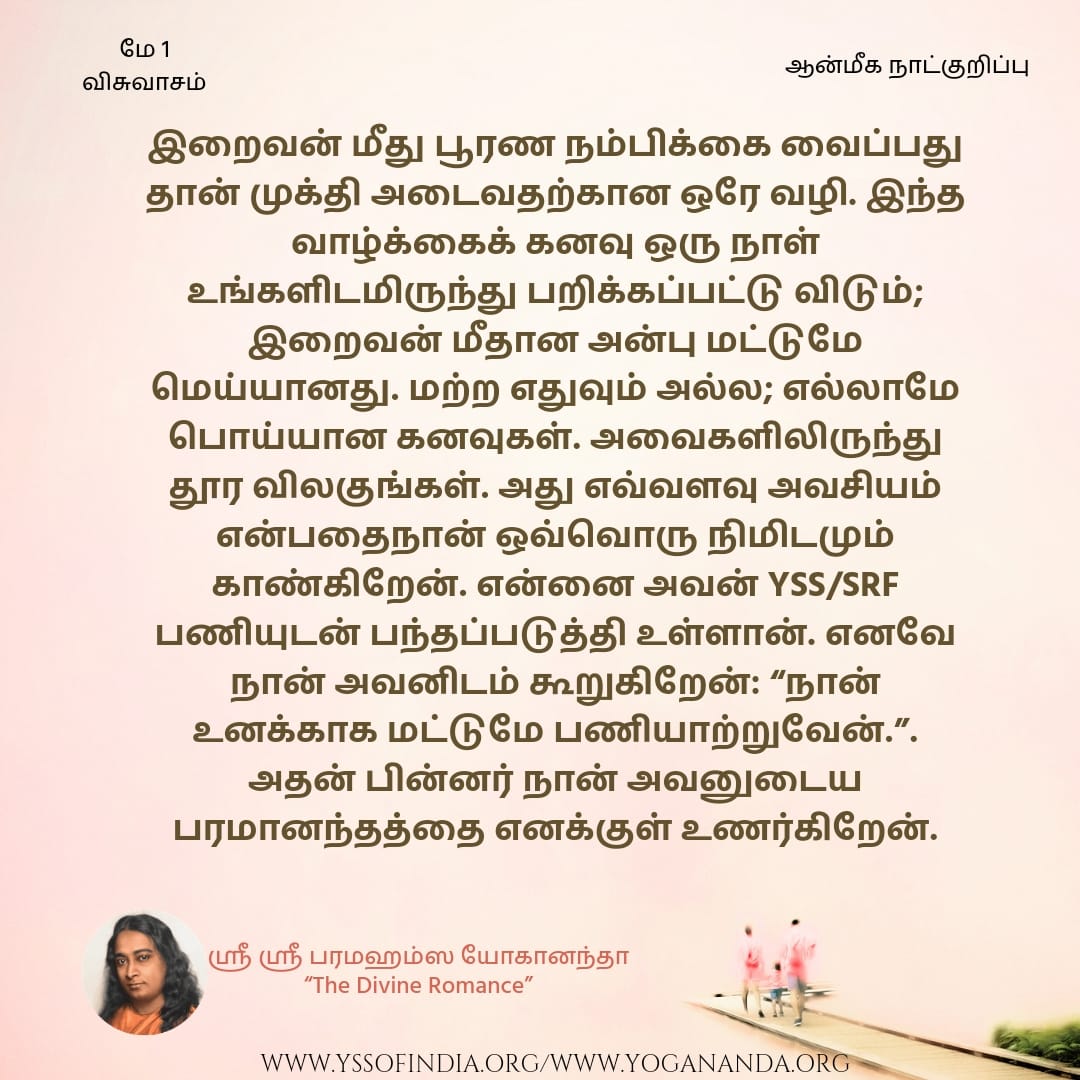 மே 1
விசுவாசம்
ஆன்மீக நாட்குறிப்பு
இறைவன் மீது பூரண நம்பிக்கை வைப்பது
தான் முக்தி அடைவதற்கான ஒரே வழி. இந்த
வாழ்க்கைக் கனவு ஒரு நாள்
உங்களிடமிருந்து பறிக்கப்பட்டு விடும்;
இறைவன் மீதான அன்பு மட்டுமே
மெய்யானது. மற்ற எதுவும் அல்ல; எல்லாமே
பொய்யான கனவுகள். அவைகளிலிருந்து
தூர விலகுங்கள். அது எவ்வளவு அவசியம்
என்பதைநான் ஒவ்வொரு நிமிடமும்
காண்கிறேன். என்னை அவன் YSS/SRF
பணியுடன் பந்தப்படுத்தி உள்ளான். எனவே
நான் அவனிடம் கூறுகிறேன்: “நான்
உனக்காக மட்டுமே பணியாற்றுவேன்.”.
அதன் பின்னர் நான் அவனுடைய
பரமானந்தத்தை எனக்குள் உணர்கிறேன்.
ஸ்ரீ ஸ்ரீ பரமஹம்ஸ யோகானந்தா
“The Divine Romance”
WWW.YSSOFINDIA.ORG/WWW.YOGANANDA.ORG